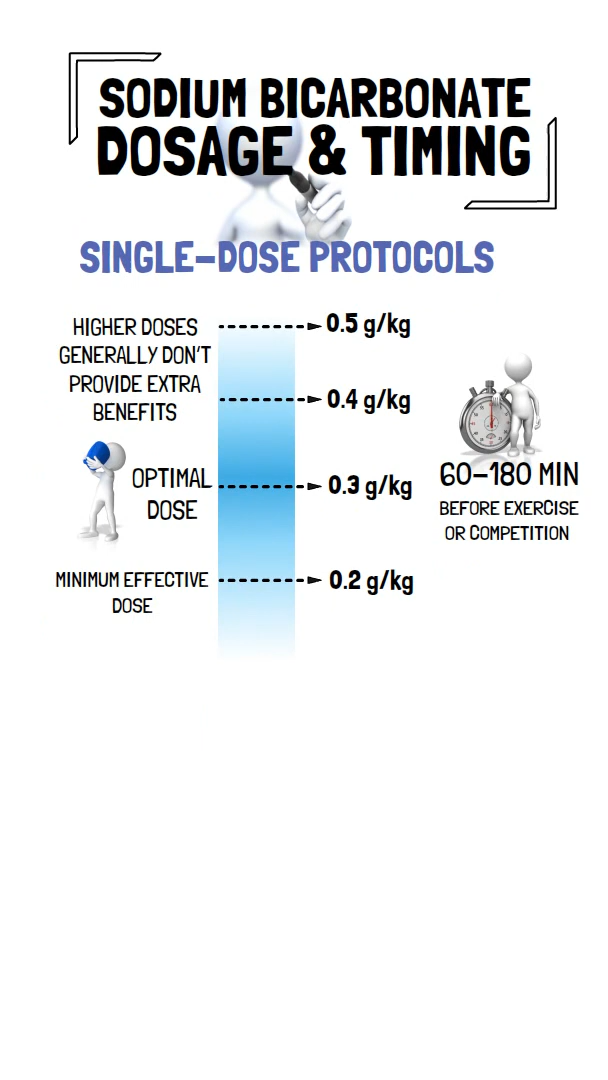 SODIUM BICARBONATE
DOSAGE & TIMING
SINGLE-DOSE PROTOCOLS
HIGHER DOSES
GENERALLY DON'T
PROVIDE EXTRA
BENEFITS
0.5 g/kg
0.4 g/kg
OPTIMAL
DOSE
0.3 g/kg
60-180 MIN
BEFORE EXERCISE
OR COMPETITION
MINIMUM EFFECTIVE
DOSE
0.2 g/kg